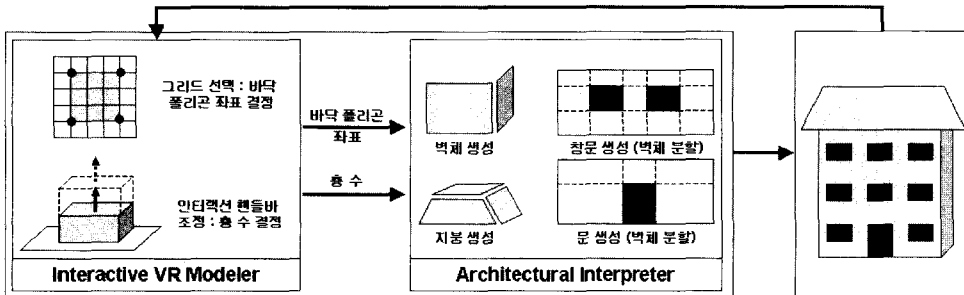 그리드 선택 : 바닥
폴리곤 좌표 결정
인터랙션 핸들바
조정 : 층 수 결정
Interactive VR Modeler
바닥 폴리곤
좌표
층 수
벽체 생성
창문 생성 (벽체 분할)
지붕 생성
문 생성 (벽체 분할)
Architectural Interpreter